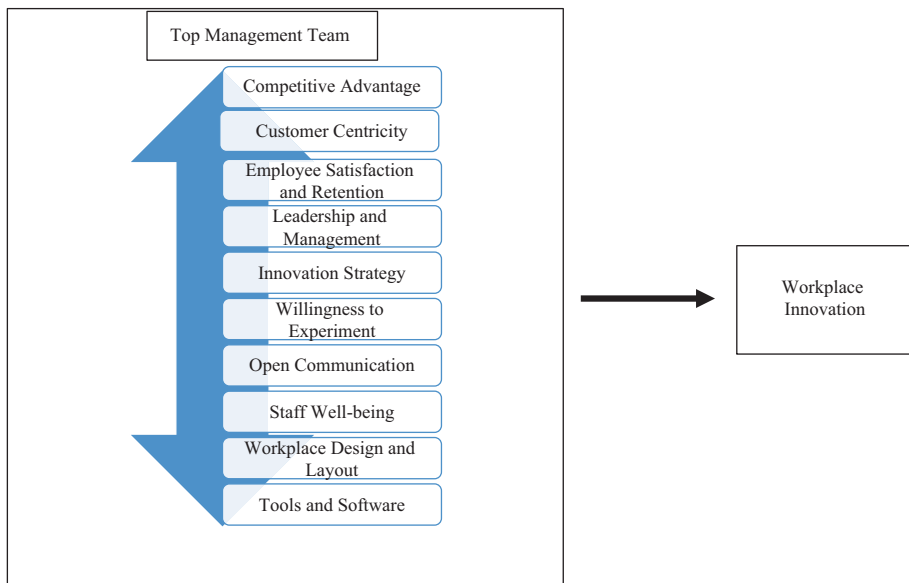 Top Management Team
Competitive Advantage
Customer Centricity
Employee Satisfaction
and Retention
Leadership and
Management
Innovation Strategy
Willingness to
Experiment
Open Communication
Staff Well-being
Workplace Design and
Layout
Tools and Software
Workplace
Innovation